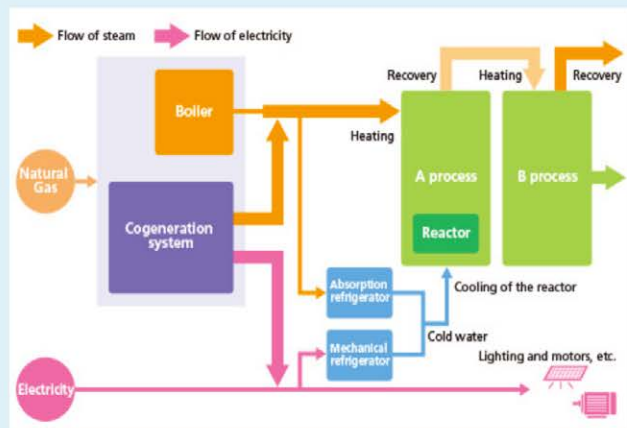 Flow of steam
Flow of electricity
Recovery
Heating
Recovery
Boiler
Heating
Natural
Gas
A process
B process
Cogeneration
system
Reactor
Absorption
refrigerator
Cooling of the reactor
Cold water
Mechanical
refrigerator
Lighting and motors, etc.
Electricity